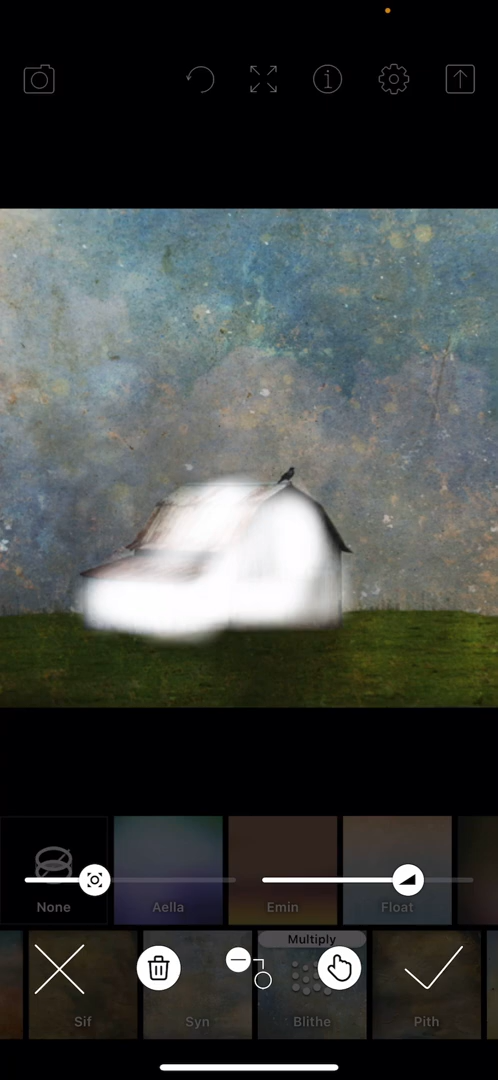 None
Aella
Emin
Float
Multiply
Sif
Syn
Blithe
Pith